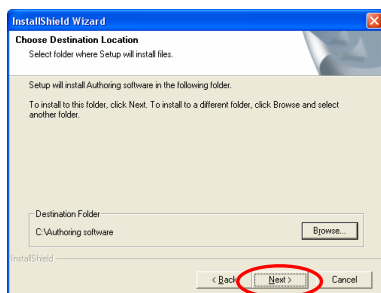 InstallShield Wizard
Choose Destination Location
Select folder where Setup will install files.
Setup will install Authoring software in the following folder.
To install to this folder, click Next. To install to a different folder, click Browse and select
another folder.
Destination Folder
C:\Authoring software
Browse...
InstallShield
< Back
Next >
Cancel